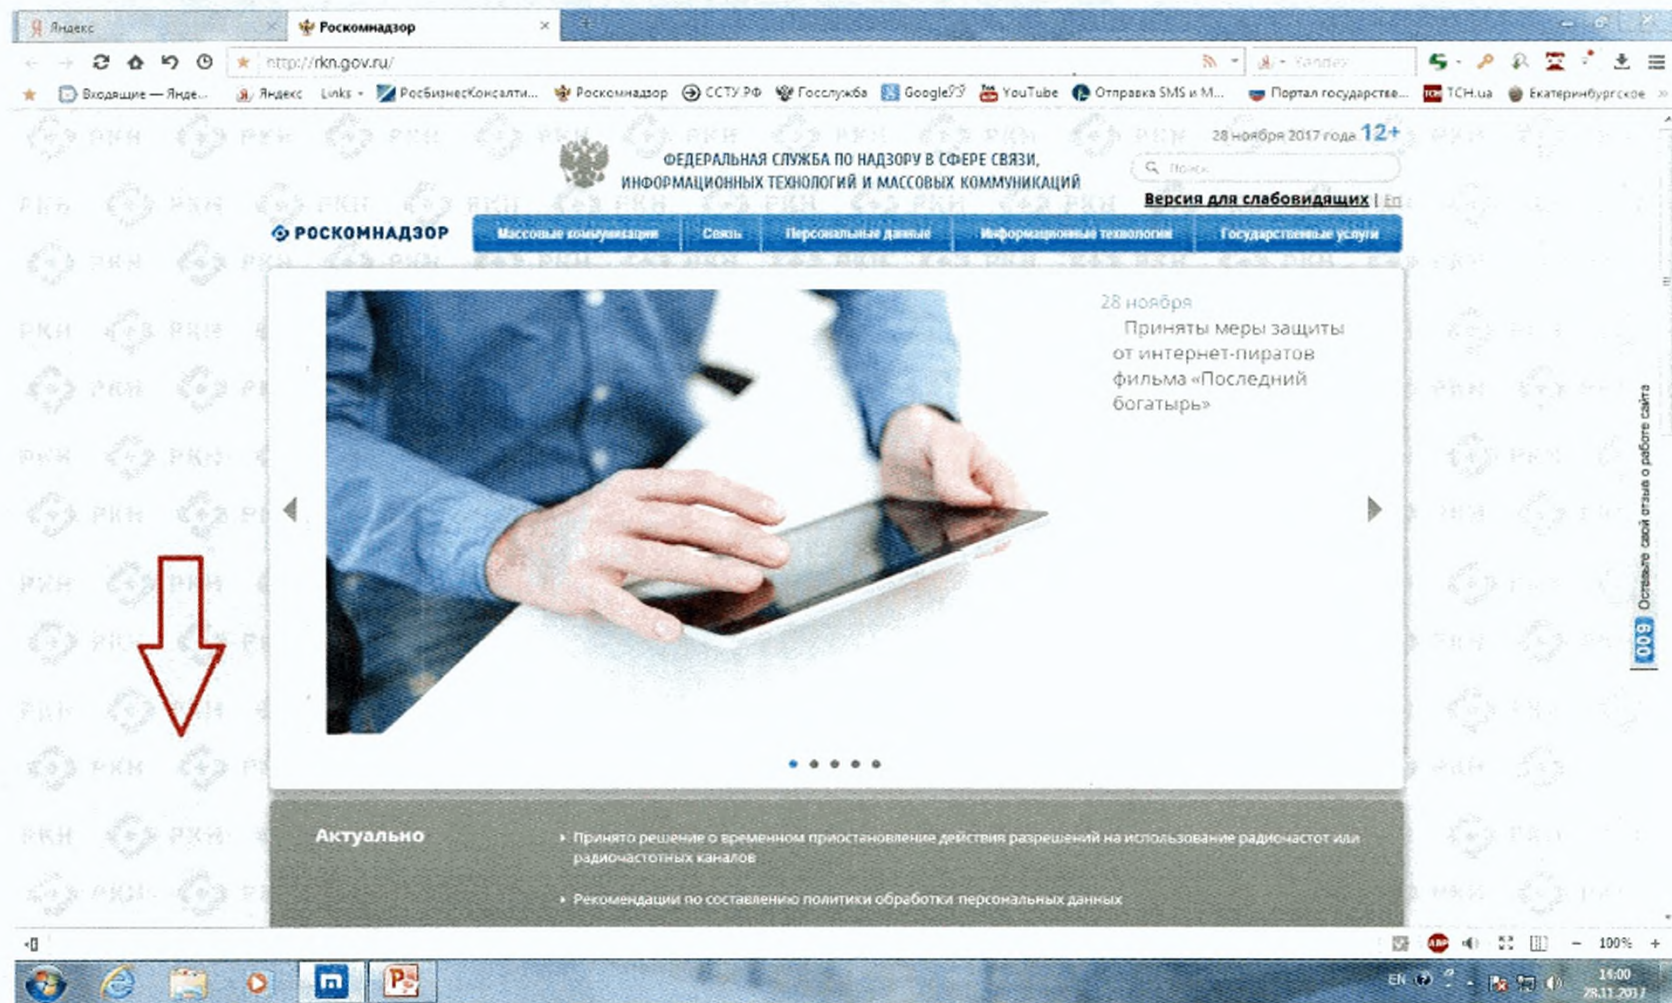 Яндекс
Роскомнадзор
http://rkn.gov.ru/
Yandex
Входящие — Янде...
Яндекс
Links
РосБизнесКонсалти...
Роскомнадзор
ССТУ.РФ
Госслужба
Google
YouTube
Отправка SMS и М...
Портал государстве...
ТСН.ua
Екатеринбургское
28 ноября 2017 года 12+
ФЕДЕРАЛЬНАЯ СЛУЖБА ПО НАДЗОРУ В СФЕРЕ СВЯЗИ,
ИНФОРМАЦИОННЫХ ТЕХНОЛОГИЙ И МАССОВЫХ КОММУНИКАЦИЙ
Поиск
Версия для слабовидящих | En
РОСКОМНАДЗОР
Массовые коммуникации
Связь
Персональные данные
Информационные технологии
Государственные услуги
28 ноября
Приняты меры защиты
от интернет-пиратов
фильма «Последний
богатырь»
Оставьте свой отзыв о работе сайта
600
Актуально
Принято решение о временном приостановление действия разрешений на использование радиочастот или
радиочастотных каналов
Рекомендации по составлению политики обработки персональных данных
ABP
100%
EN
14:00
28.11.2017